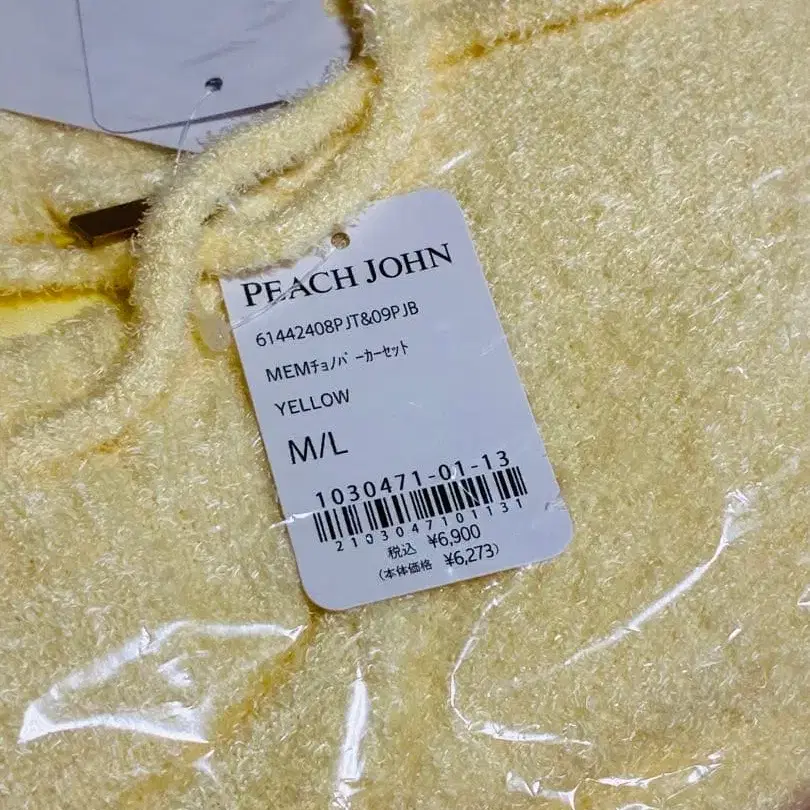 PEACH JOHN
61442408PJT&09PJB
MEMﾁｮﾉﾊﾟｰカーセット
YELLOW
M/L
1030471-01-13
2103047101131
税込 ¥6,900
(本体価格 ¥6,273)